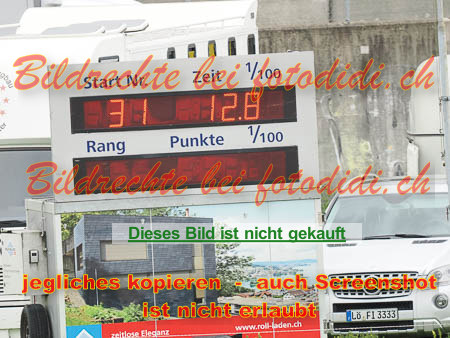 Bildrechte bei fotodidi.ch
Start Nr. Zeit 1/100
31 12.8
Rang Punkte 1/100
Bildrechte bei fotodidi.ch
Dieses Bild ist nicht gekauft
jegliches kopieren - auch Screenshot
ist nicht erlaubt
LÖ FI 3333
zeitlose Eleganz
www.roll-laden.ch